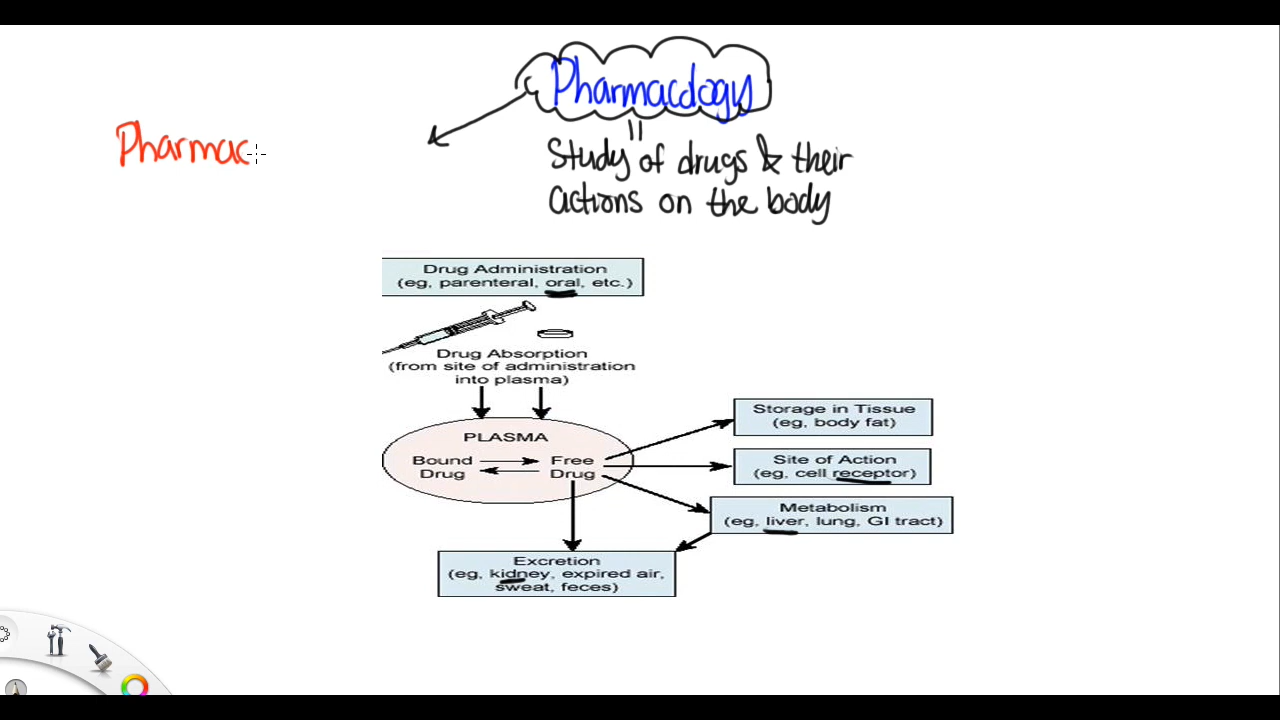 Pharmacology
Pharmac
Study of drugs & their
actions on the body
Drug Administration
(eg, parenteral, oral, etc.)
Drug Absorption
(from site of administration
into plasma)
PLASMA
Bound Drug
Free Drug
Storage in Tissue
(eg, body fat)
Site of Action
(eg, cell receptor)
Metabolism
(eg, liver, lung, GI tract)
Excretion
(eg, kidney, expired air,
sweat, feces)